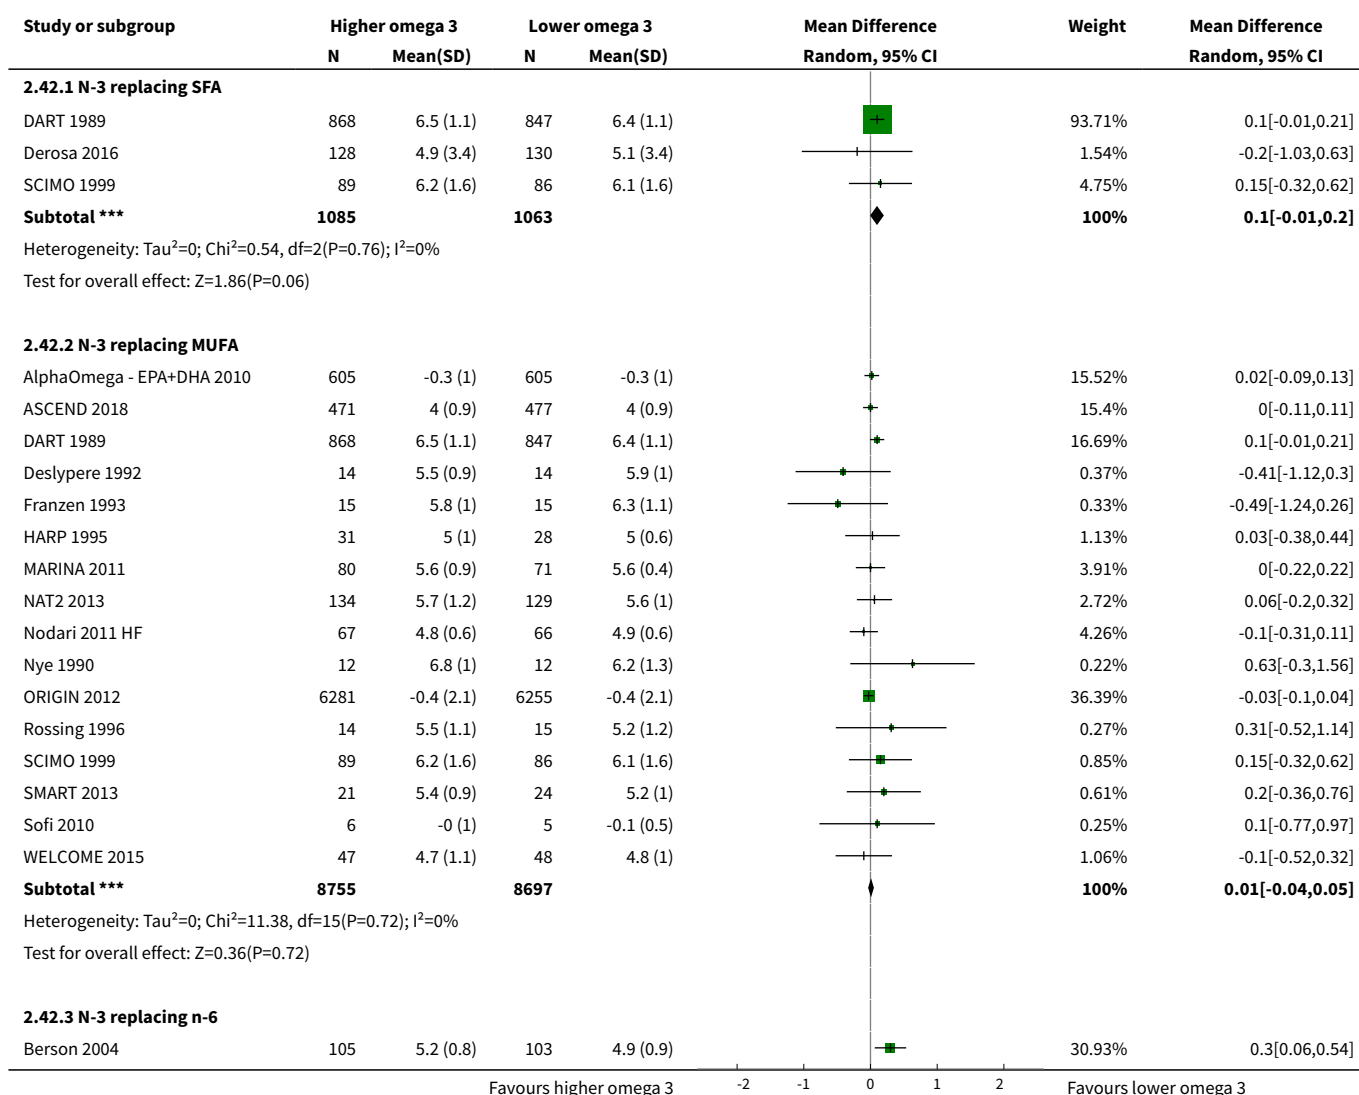 Study or subgroup Higher omega 3 Lower omega 3 Mean Difference Weight Mean Difference
N Mean(SD) N Mean(SD) Random, 95% CI Random, 95% CI
2.42.1 N-3 replacing SFA
DART 1989 868 6.5 (1.1) 847 6.4 (1.1) 93.71% 0.1[-0.01,0.21]
Derosa 2016 128 4.9 (3.4) 130 5.1 (3.4) 1.54% -0.2[-1.03,0.63]
SCIMO 1999 89 6.2 (1.6) 86 6.1 (1.6) 4.75% 0.15[-0.32,0.62]
Subtotal *** 1085 1063 100% 0.1[-0.01,0.2]
Heterogeneity: Tau²=0; Chi²=0.54, df=2(P=0.76); I²=0%
Test for overall effect: Z=1.86(P=0.06)
2.42.2 N-3 replacing MUFA
AlphaOmega - EPA+DHA 2010 605 -0.3 (1) 605 -0.3 (1) 15.52% 0.02[-0.09,0.13]
ASCEND 2018 471 4 (0.9) 477 4 (0.9) 15.4% 0[-0.11,0.11]
DART 1989 868 6.5 (1.1) 847 6.4 (1.1) 16.69% 0.1[-0.01,0.21]
Deslypere 1992 14 5.5 (0.9) 14 5.9 (1) 0.37% -0.41[-1.12,0.3]
Franzen 1993 15 5.8 (1) 15 6.3 (1.1) 0.33% -0.49[-1.24,0.26]
HARP 1995 31 5 (1) 28 5 (0.6) 1.13% 0.03[-0.38,0.44]
MARINA 2011 80 5.6 (0.9) 71 5.6 (0.4) 3.91% 0[-0.22,0.22]
NAT2 2013 134 5.7 (1.2) 129 5.6 (1) 2.72% 0.06[-0.2,0.32]
Nodari 2011 HF 67 4.8 (0.6) 66 4.9 (0.6) 4.26% -0.1[-0.31,0.11]
Nye 1990 12 6.8 (1) 12 6.2 (1.3) 0.22% 0.63[-0.3,1.56]
ORIGIN 2012 6281 -0.4 (2.1) 6255 -0.4 (2.1) 36.39% -0.03[-0.1,0.04]
Rossing 1996 14 5.5 (1.1) 15 5.2 (1.2) 0.27% 0.31[-0.52,1.14]
SCIMO 1999 89 6.2 (1.6) 86 6.1 (1.6) 0.85% 0.15[-0.32,0.62]
SMART 2013 21 5.4 (0.9) 24 5.2 (1) 0.61% 0.2[-0.36,0.76]
Sofi 2010 6 -0 (1) 5 -0.1 (0.5) 0.25% 0.1[-0.77,0.97]
WELCOME 2015 47 4.7 (1.1) 48 4.8 (1) 1.06% -0.1[-0.52,0.32]
Subtotal *** 8755 8697 100% 0.01[-0.04,0.05]
Heterogeneity: Tau²=0; Chi²=11.38, df=15(P=0.72); I²=0%
Test for overall effect: Z=0.36(P=0.72)
2.42.3 N-3 replacing n-6
Berson 2004 105 5.2 (0.8) 103 4.9 (0.9) 30.93% 0.3[0.06,0.54]
Favours higher omega 3 -2 -1 0 1 2 Favours lower omega 3